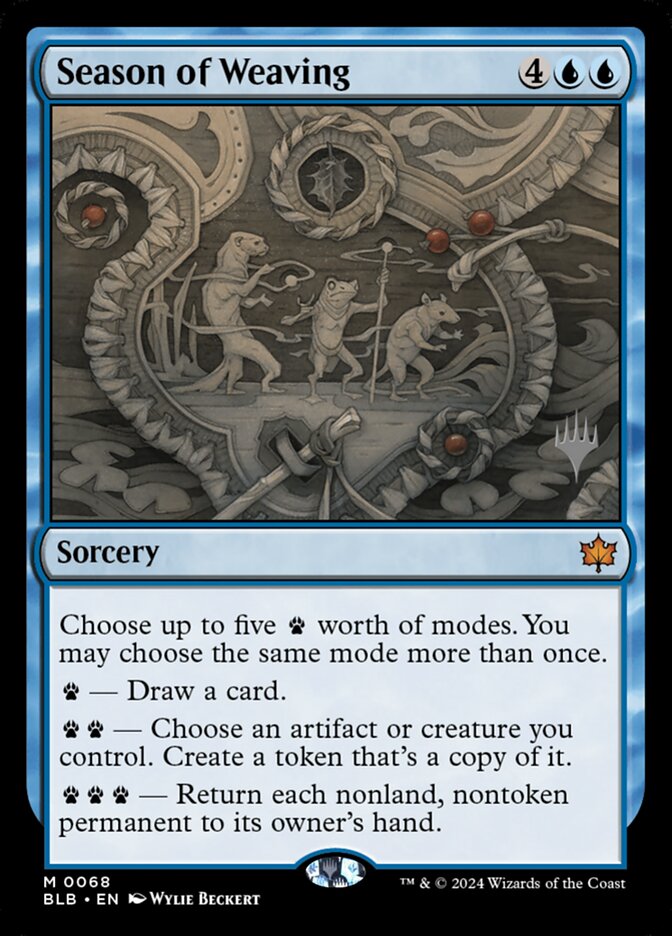 Season of Weaving 4
Sorcery
Choose up to five worth of modes. You
may choose the same mode more than once.
— Draw a card.
— Choose an artifact or creature you
control. Create a token that's a copy of it.
— Return each nonland, nontoken
permanent to its owner's hand.
M 0068
BLB • EN Wylie Beckert
™ & © 2024 Wizards of the Coast